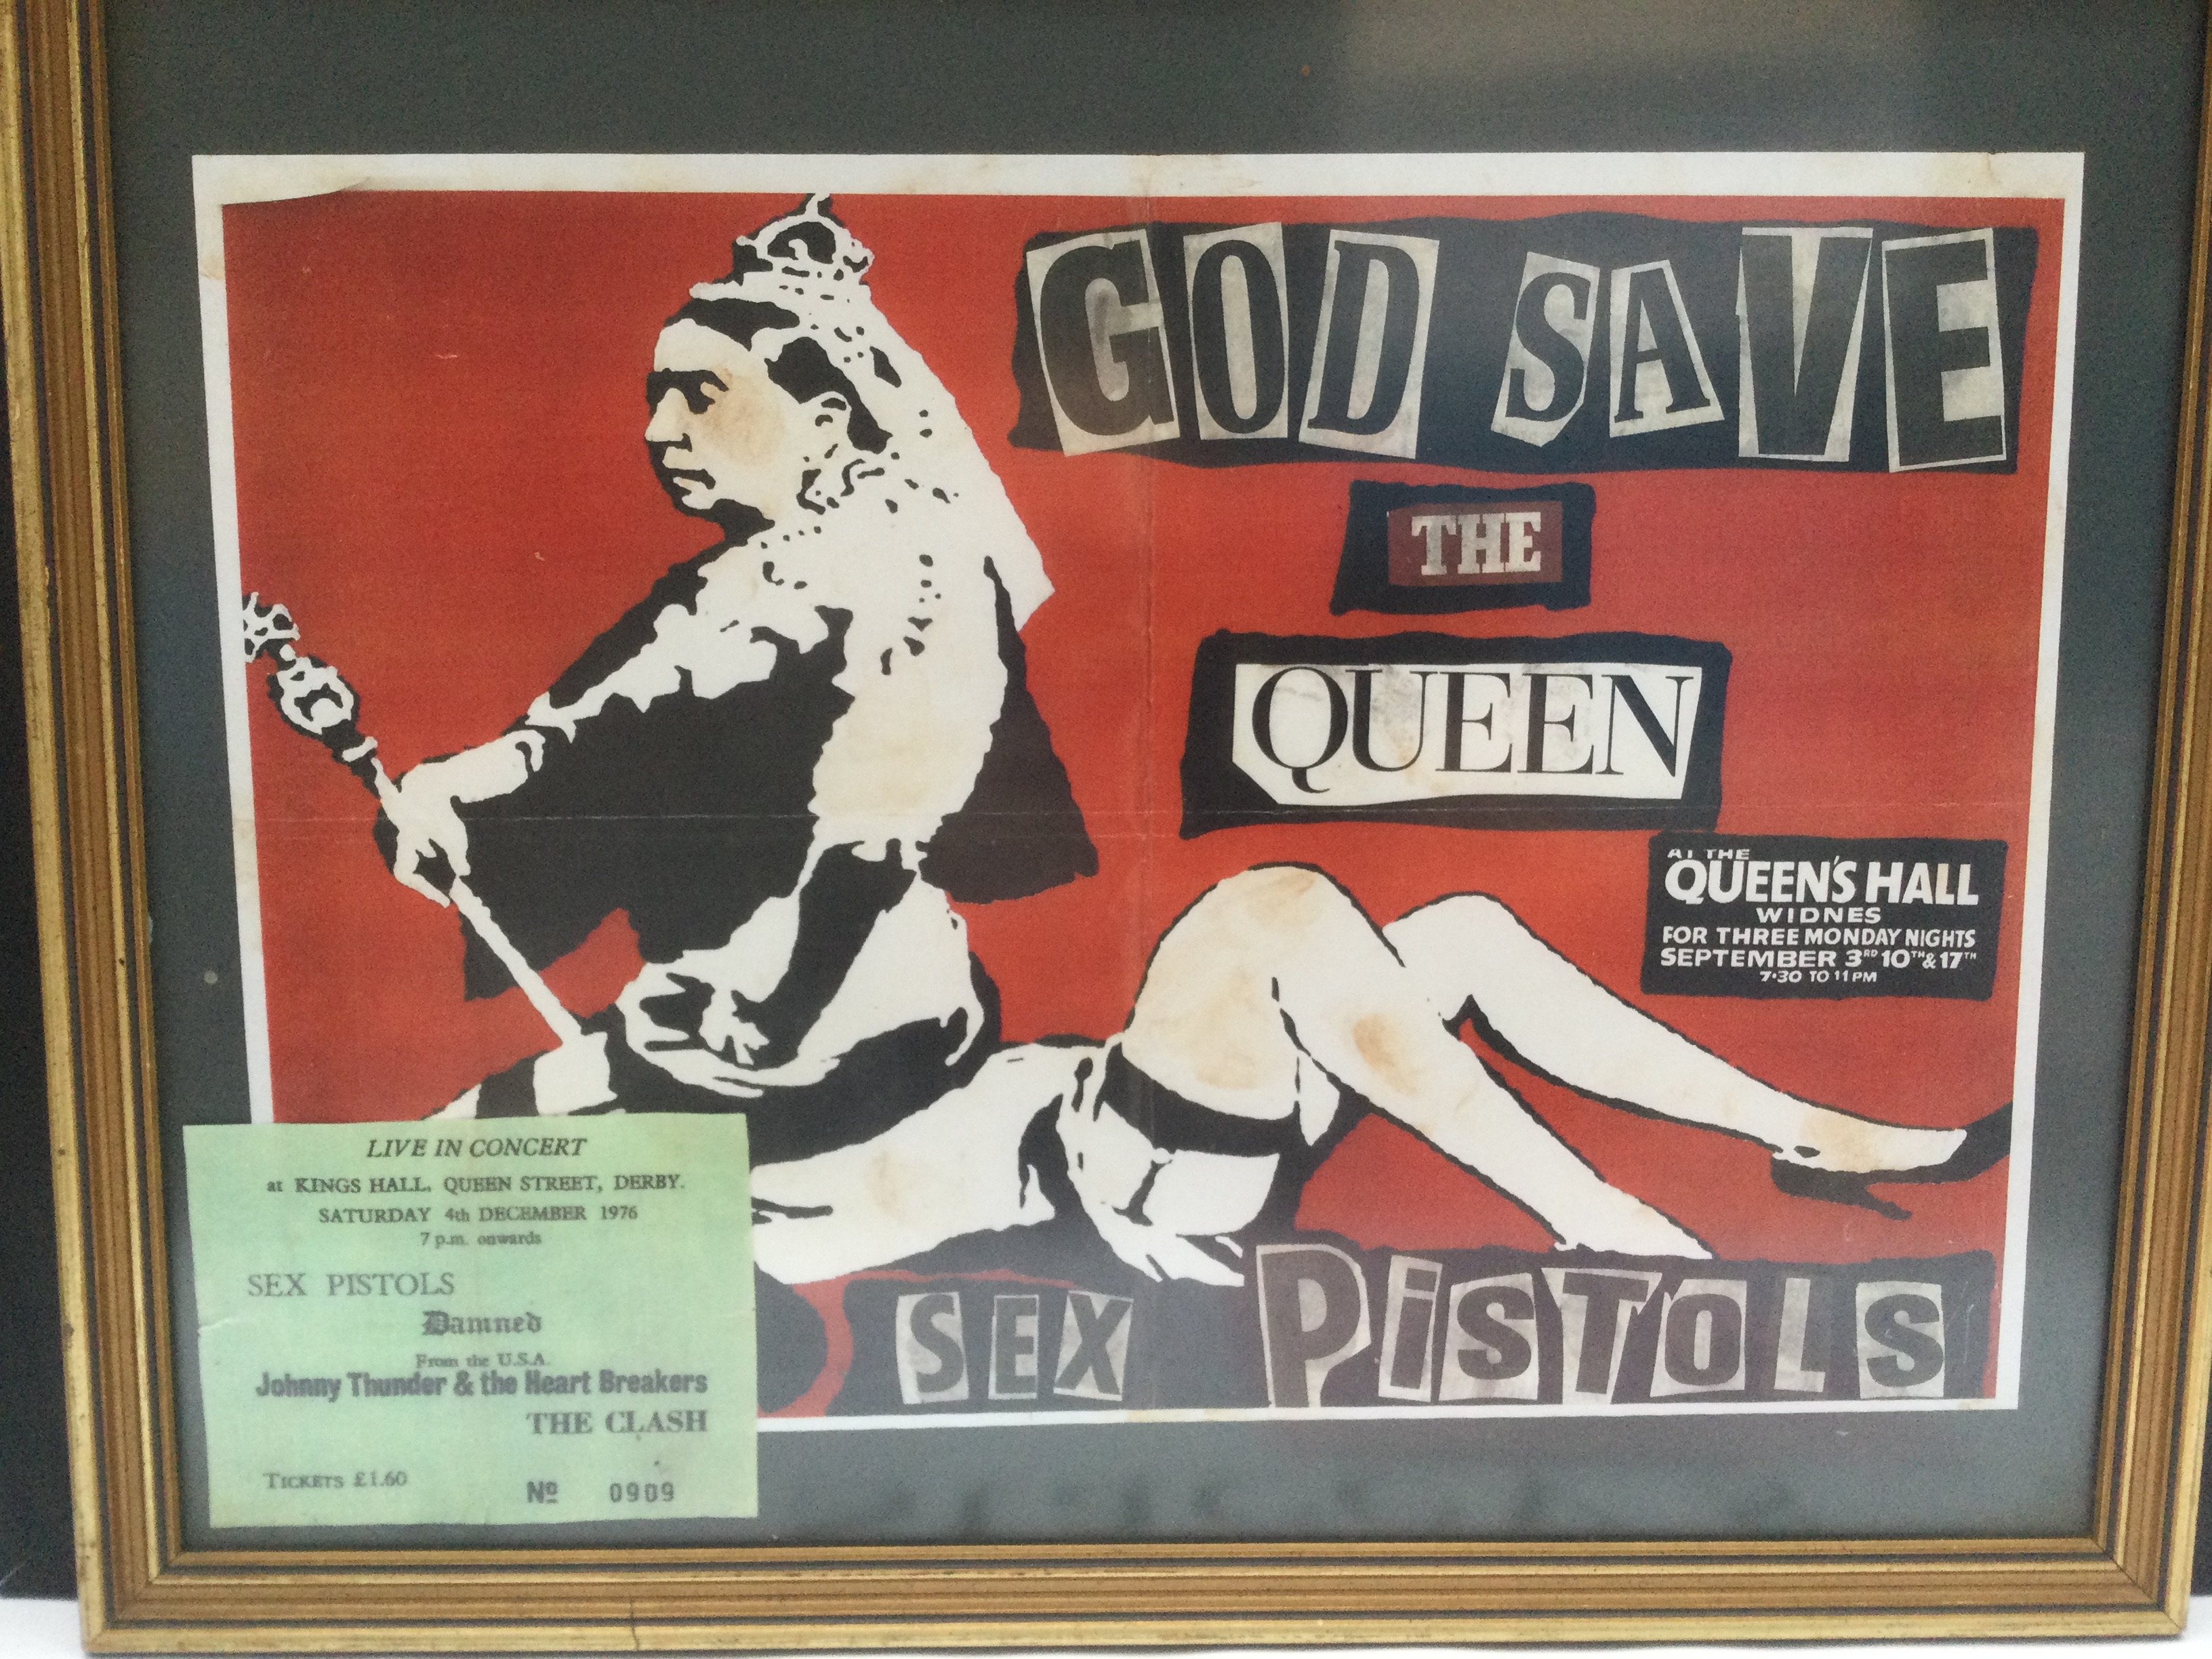 GOD SAVE
THE
QUEEN
AT THE
QUEEN'S HALL
WIDNES
FOR THREE MONDAY NIGHTS
SEPTEMBER 3RD 10TH & 17TH
7·30 TO 11PM
SEX PiSTOLS
LIVE IN CONCERT
at KINGS HALL. QUEEN STREET, DERBY.
SATURDAY 4th DECEMBER 1976
7 p.m. onwards
SEX PISTOLS
Damned
From the U.S.A.
Johnny Thunder & the Heart Breakers
THE CLASH
TICKETS £1.60
No 0909